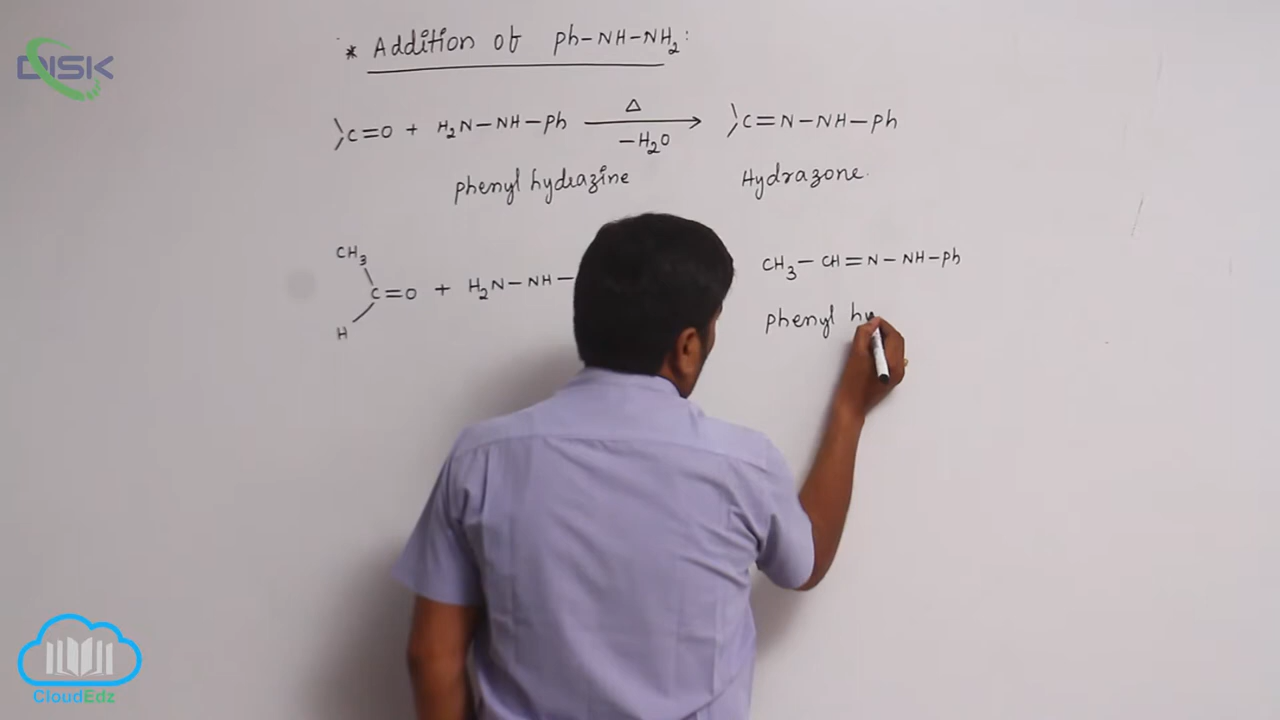 DISK
* Addition of Ph-NH-NH2:
>C=O + H2N-NH-Ph △ -H2O → >C=N-NH-Ph
phenyl hydrazine Hydrazone.
CH3
C=O + H2N-NH- CH3-CH=N-NH-Ph
H
phenyl hy
CloudEdz